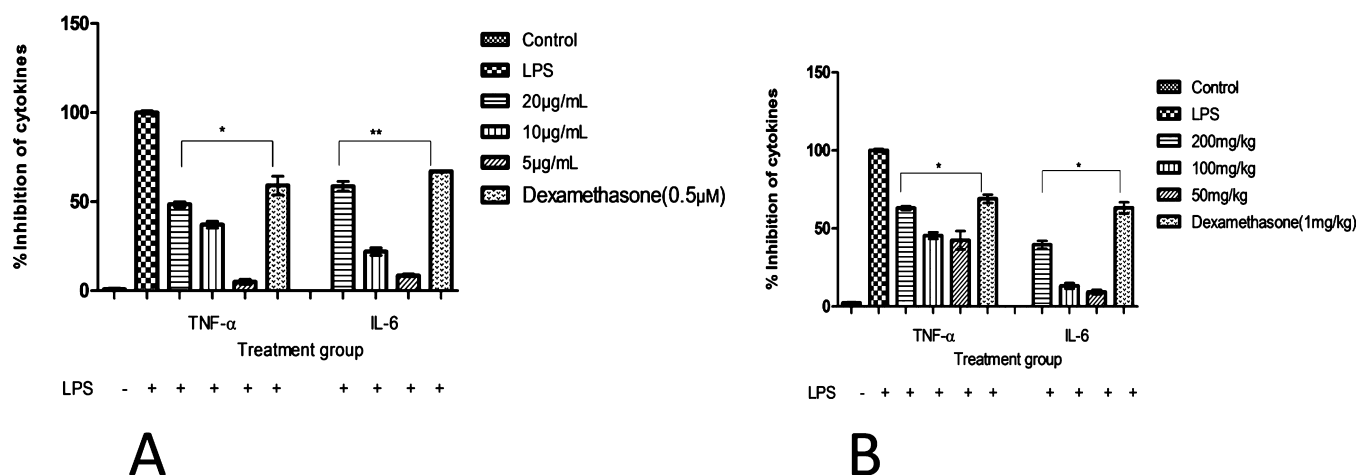 % Inhibition of cytokines
150
100
50
0
*
**
TNF-α
IL-6
Treatment group
LPS
- + + + + + + + + +
Control
LPS
20µg/mL
10µg/mL
5µg/mL
Dexamethasone(0.5µM)
A
% Inhibition of cytokines
150
100
50
0
*
*
TNF-α
IL-6
Treatment group
LPS
- + + + + + + + + +
Control
LPS
200mg/kg
100mg/kg
50mg/kg
Dexamethasone(1mg/kg)
B